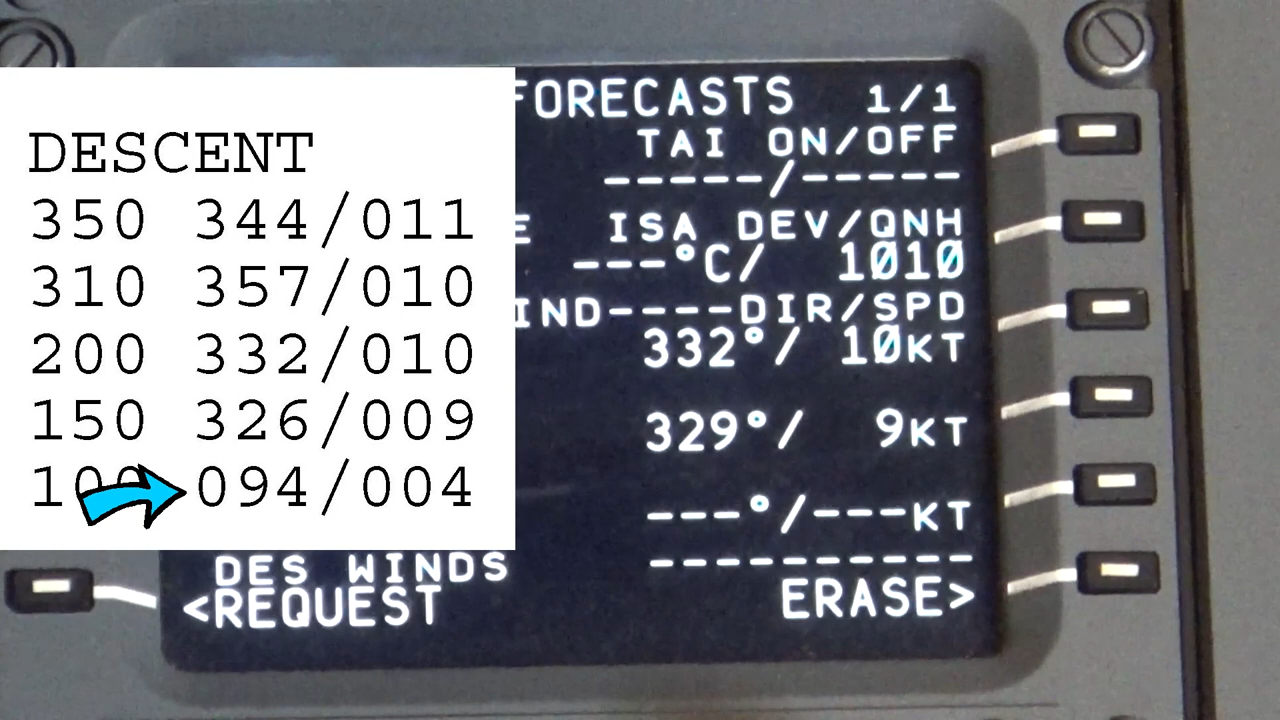 FORECASTS 1/1
TAI ON/OFF
-----/-----
E ISA DEV/QNH
---°C/ 1010
IND----DIR/SPD
332°/ 10KT
329°/ 9KT
---°/---KT
----------
DES WINDS
<REQUEST ERASE>
DESCENT
350 344/011
310 357/010
200 332/010
150 326/009
100 094/004